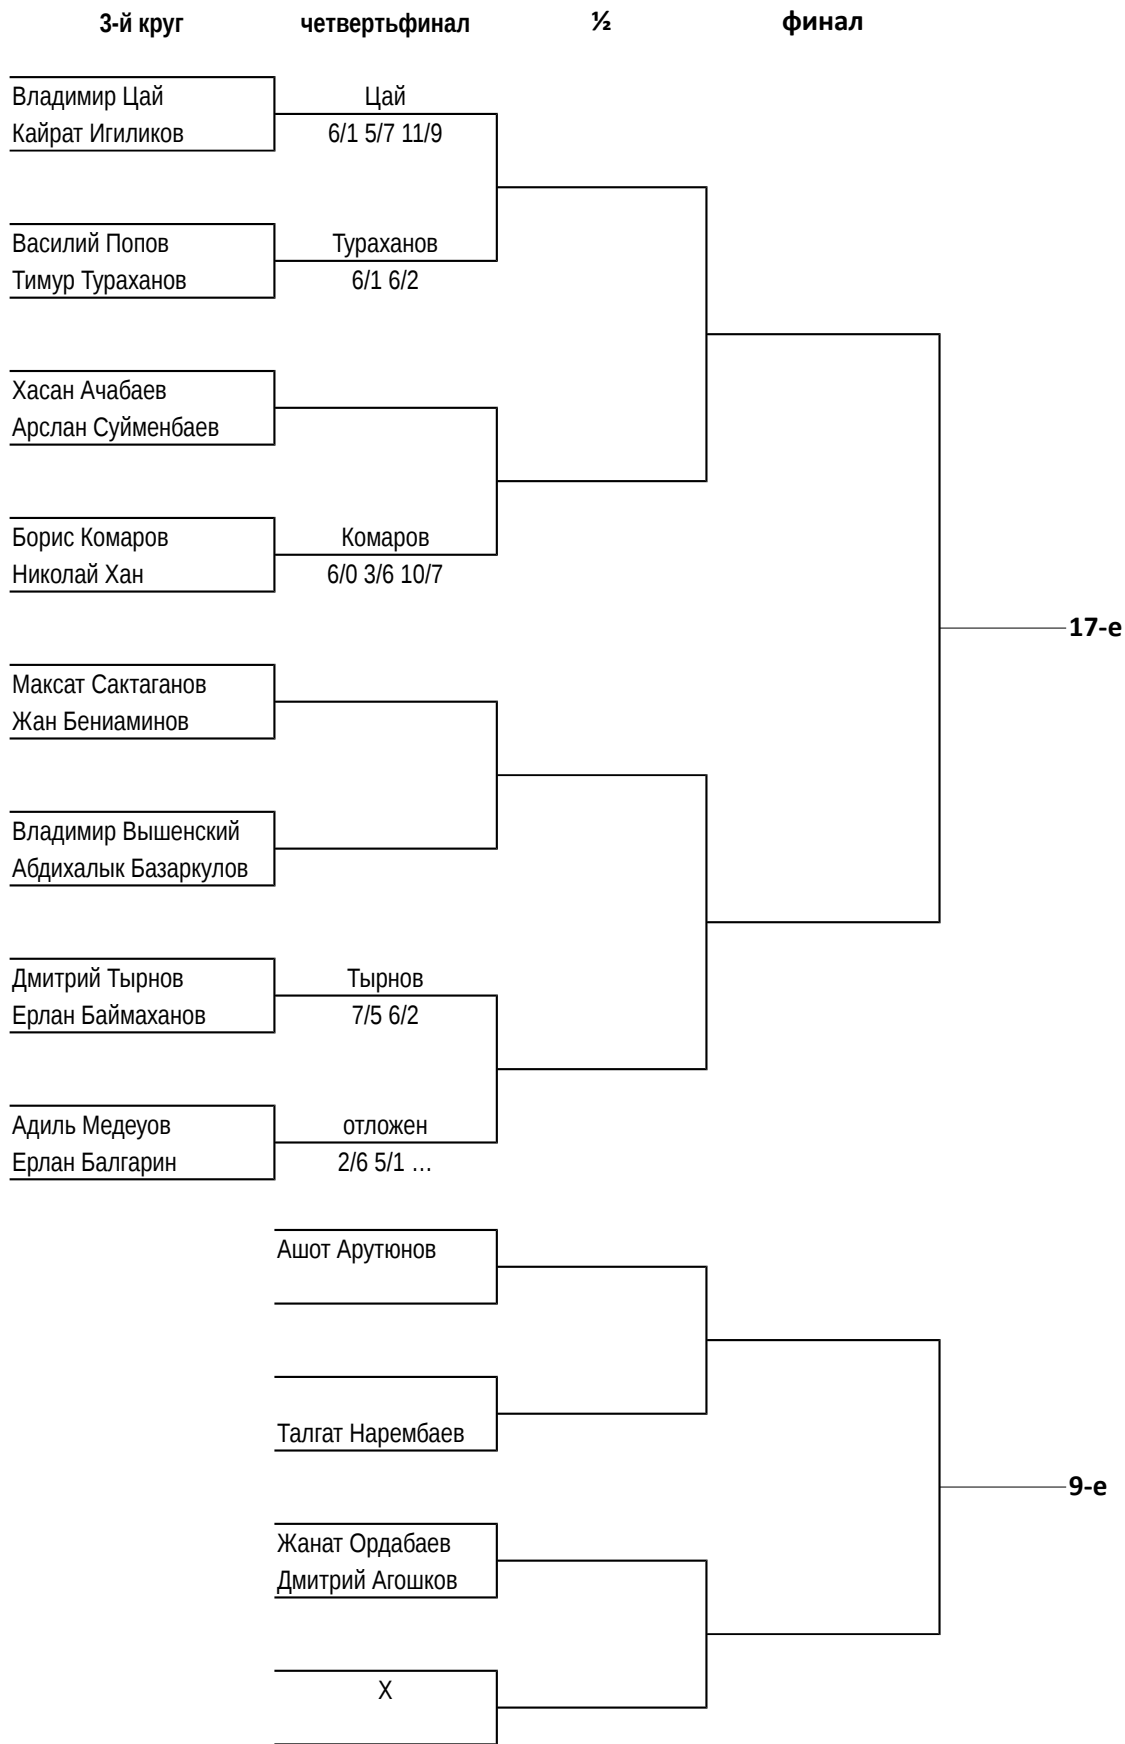 3-й круг четвертьфинал ½ финал
Владимир Цай
Кайрат Игиликов
Цай
6/1 5/7 11/9
Василий Попов
Тимур Тураханов
Тураханов
6/1 6/2
Хасан Ачабаев
Арслан Суйменбаев
Борис Комаров
Николай Хан
Комаров
6/0 3/6 10/7
17-е
Максат Сактаганов
Жан Бениаминов
Владимир Вышенский
Абдихалык Базаркулов
Дмитрий Тырнов
Ерлан Баймаханов
Тырнов
7/5 6/2
Адиль Медеуов
Ерлан Балгарин
отложен
2/6 5/1 …
Ашот Арутюнов
Талгат Нарембаев
9-е
Жанат Ордабаев
Дмитрий Агошков
Х